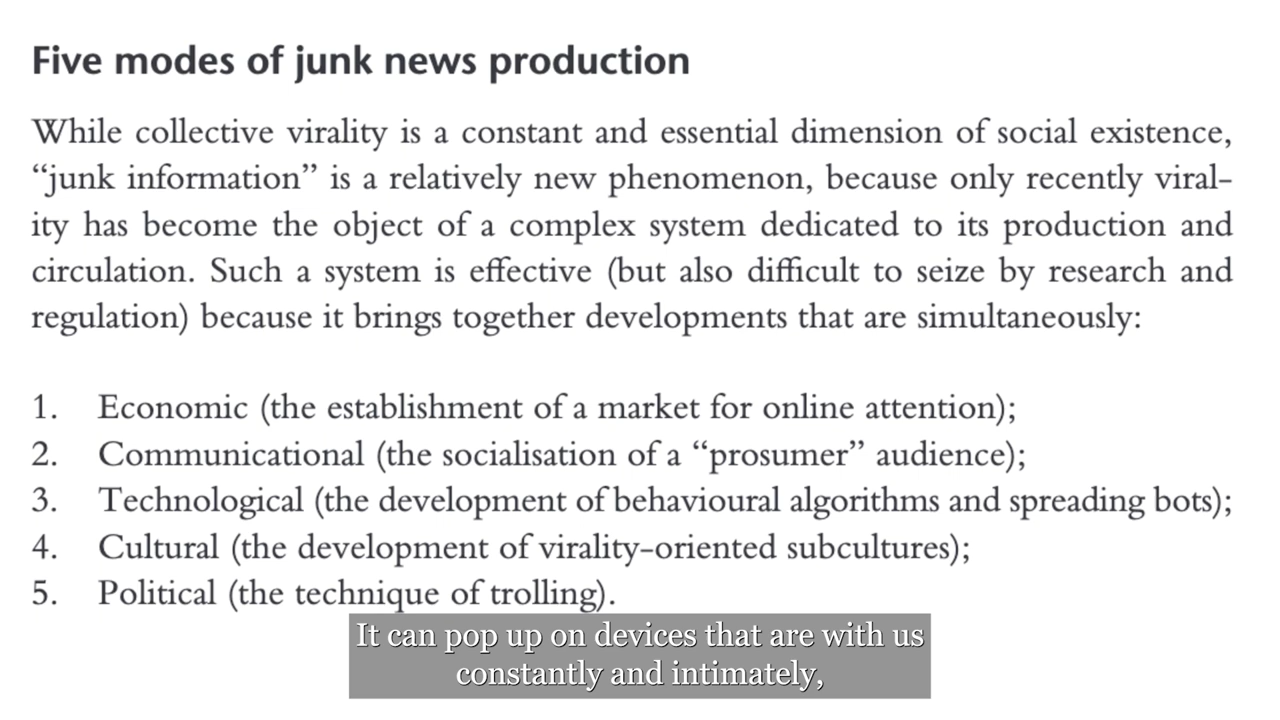 Five modes of junk news production
While collective virality is a constant and essential dimension of social existence,
“junk information” is a relatively new phenomenon, because only recently viral-
ity has become the object of a complex system dedicated to its production and
circulation. Such a system is effective (but also difficult to seize by research and
regulation) because it brings together developments that are simultaneously:
1. Economic (the establishment of a market for online attention);
2. Communicational (the socialisation of a “prosumer” audience);
3. Technological (the development of behavioural algorithms and spreading bots);
4. Cultural (the development of virality-oriented subcultures);
5. Political (the technique of trolling).
It can pop up on devices that are with us
constantly and intimately,